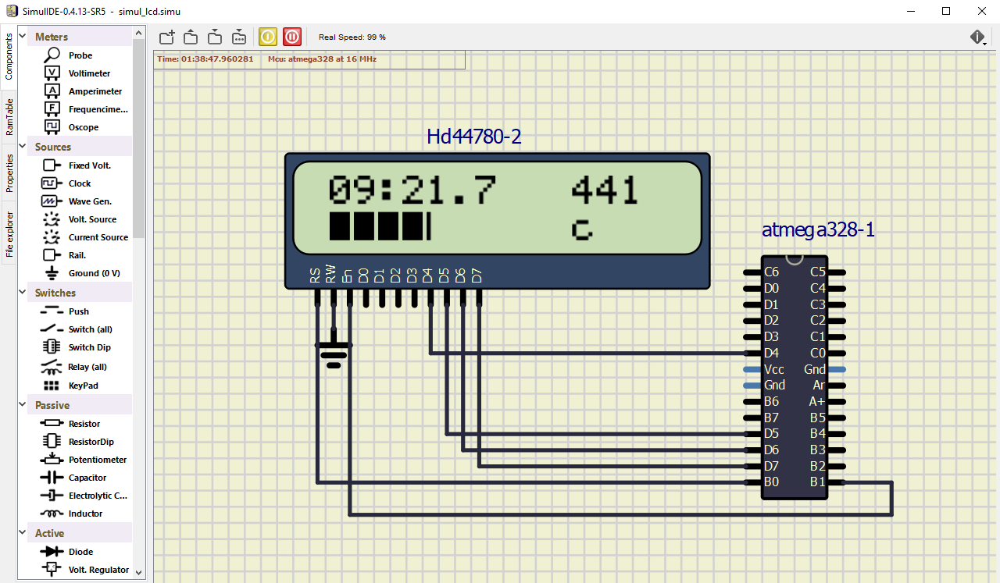 SimulIDE-0.4.13-SR5 - simul_lcd.simu
Components
RamTable
Properties
File explorer
Meters
Probe
Voltimeter
Amperimeter
Frequencime...
Oscope
Sources
Fixed Volt.
Clock
Wave Gen.
Volt. Source
Current Source
Rail.
Ground (0 V)
Switches
Push
Switch (all)
Switch Dip
Relay (all)
KeyPad
Passive
Resistor
ResistorDip
Potentiometer
Capacitor
Electrolytic C...
Inductor
Active
Diode
Volt. Regulator
Real Speed: 99 %
Time: 01:38:47.960281 Mcu: atmega328 at 16 MHz
Hd44780-2
09:21.7 441
c
RS RW En D0 D1 D2 D3 D4 D5 D6 D7
atmega328-1
C6 C5
D0 C4
D1 C3
D2 C2
D3 C1
D4 C0
Vcc Gnd
Gnd Ar
B6 A+
B7 B5
D5 B4
D6 B3
D7 B2
B0 B1